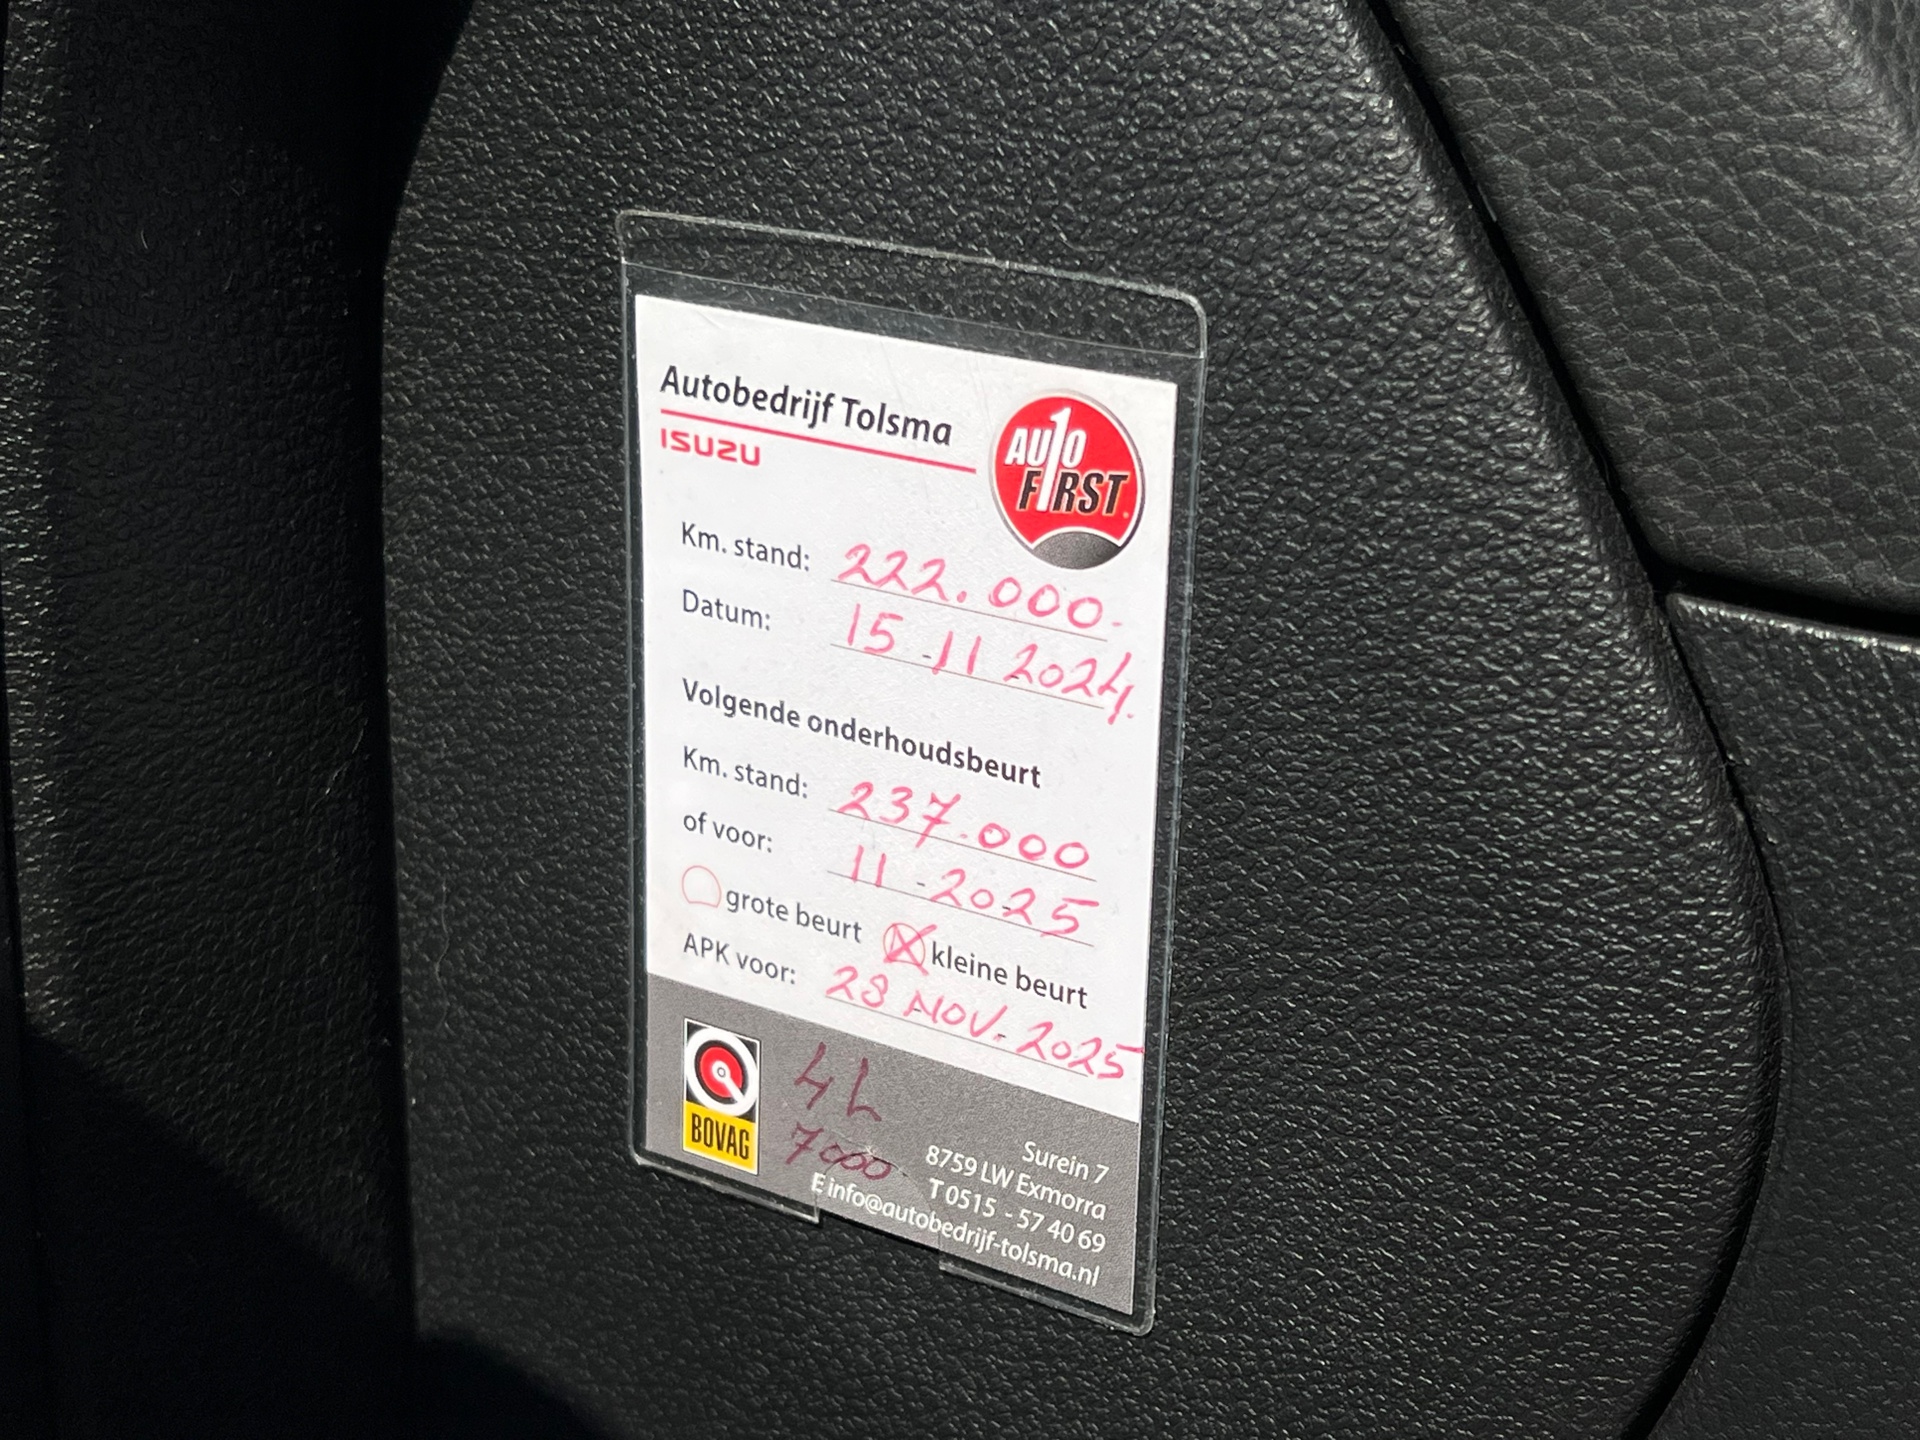 Autobedrijf Tolsma
ISUZU
AUTO
FIRST
Km. stand: 222.000.-
Datum: 15-11 2024.
Volgende onderhoudsbeurt
Km. stand: 237.000
of voor: 11-2025
grote beurt kleine beurt
APK voor: 28 NOV. 2025
BOVAG
4L
7000
Surein 7
8759 LW Exmorra
T 0515 - 57 40 69
E info@autobedrijf-tolsma.nl